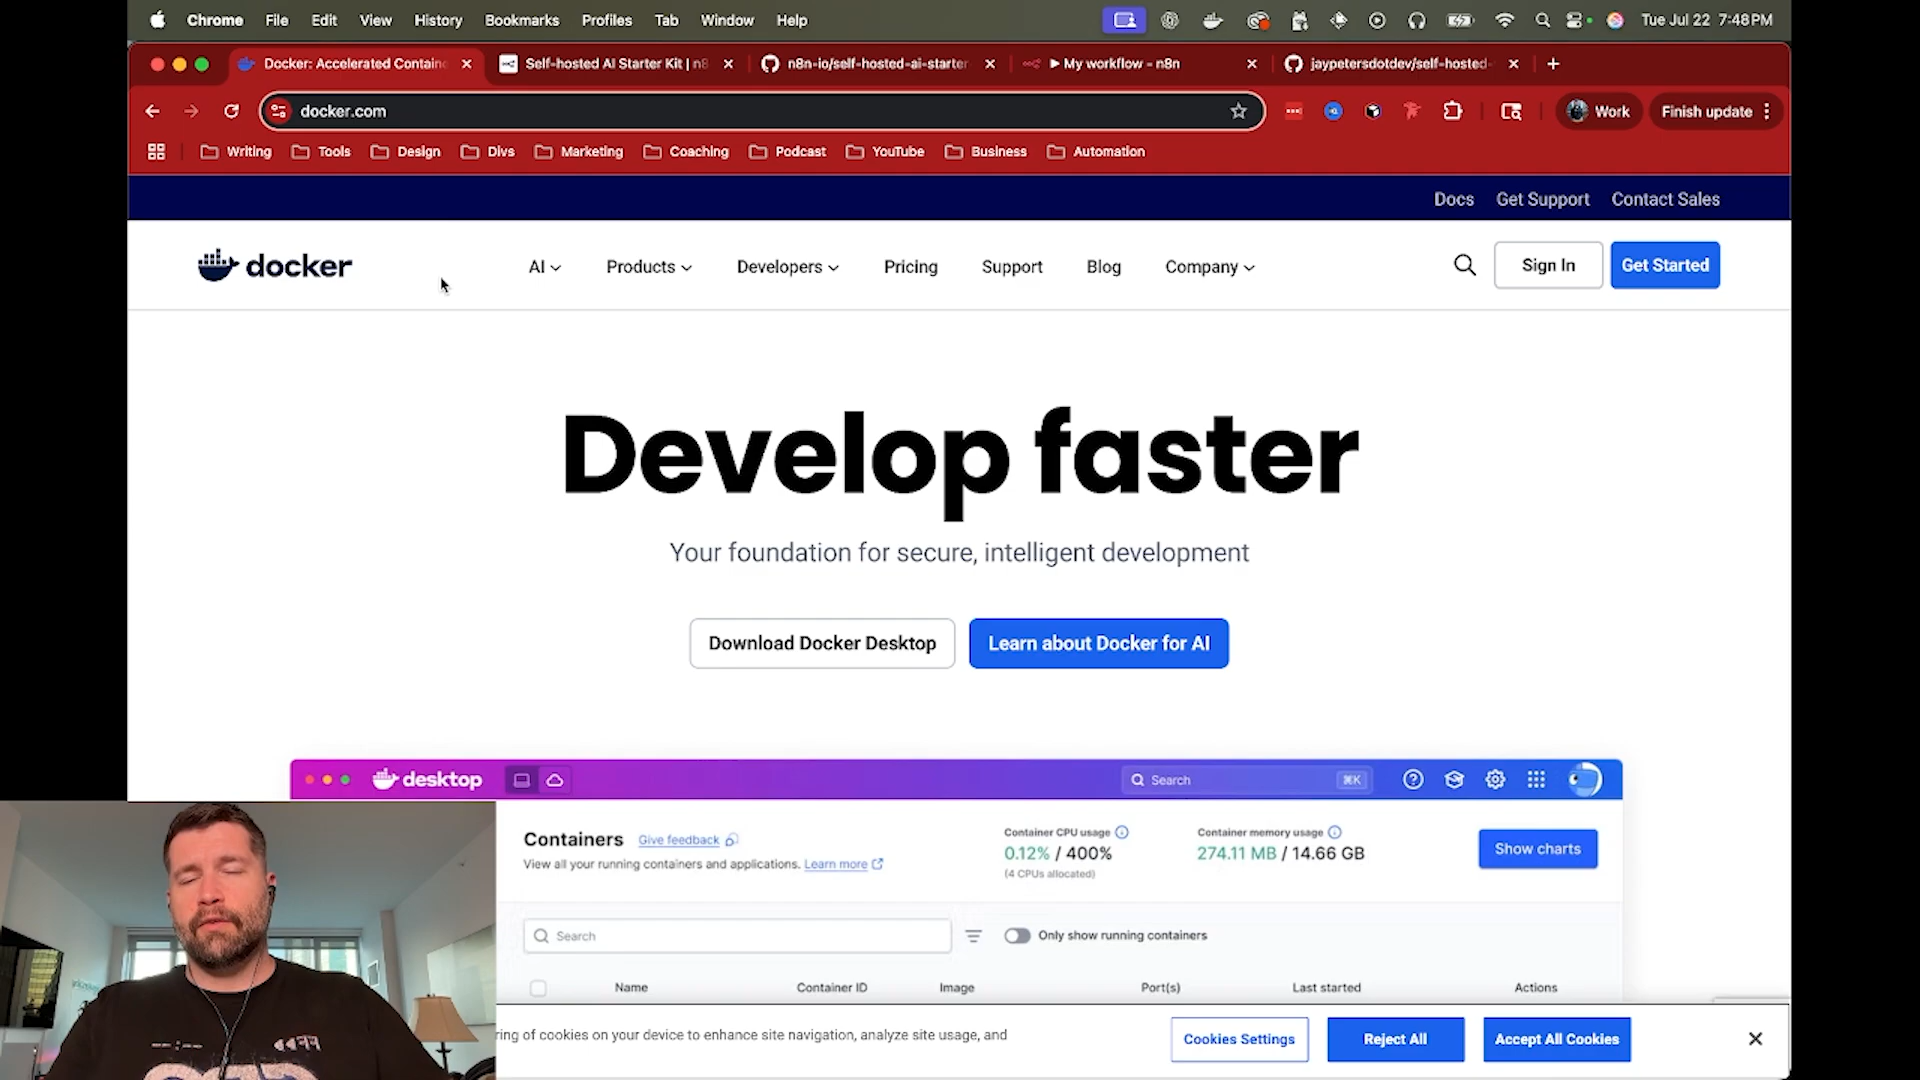 Chrome File Edit View History Bookmarks Profiles Tab Window Help Tue Jul 22 7:48 PM
Docker: Accelerated Contain Self-hosted AI Starter Kit | n8 n8n-io/self-hosted-ai-starter My workflow - n8n jaypetersdotdev/self-hosted-
docker.com Work Finish update
Writing Tools Design Divs Marketing Coaching Podcast YouTube Business Automation
Docs Get Support Contact Sales
docker AI Products Developers Pricing Support Blog Company Sign In Get Started
Develop faster
Your foundation for secure, intelligent development
Download Docker Desktop Learn about Docker for AI
desktop Search ⌘K
Containers Give feedback Container CPU usage Container memory usage Show charts
View all your running containers and applications. Learn more 0.12% / 400% 274.11 MB / 14.66 GB
(4 CPUs allocated)
Search Only show running containers
Name Container ID Image Port(s) Last started Actions
ring of cookies on your device to enhance site navigation, analyze site usage, and Cookies Settings Reject All Accept All Cookies